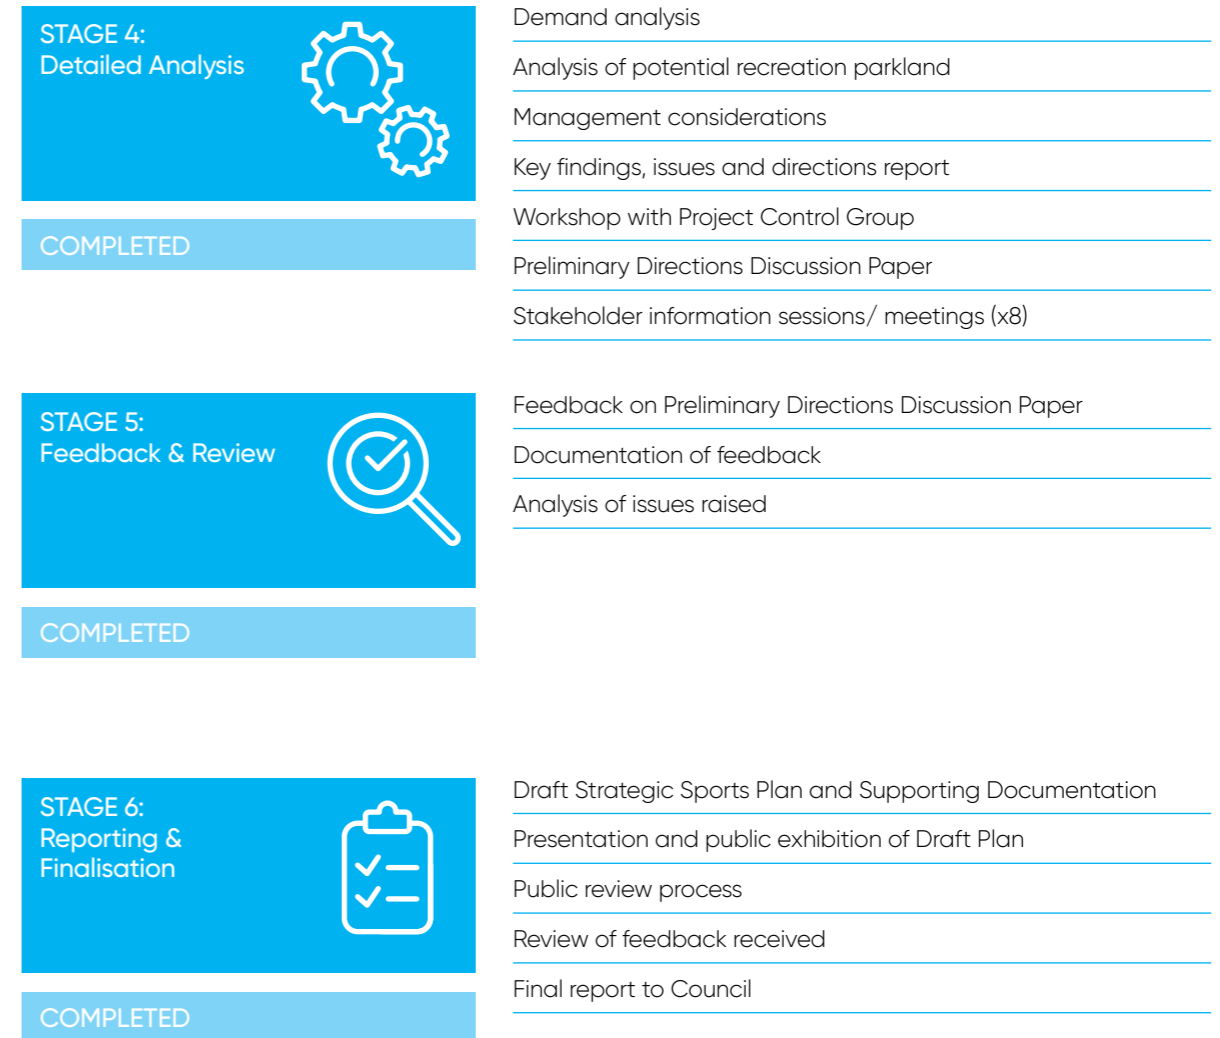 STAGE 4:
Detailed Analysis
COMPLETED
Demand analysis
Analysis of potential recreation parkland
Management considerations
Key findings, issues and directions report
Workshop with Project Control Group
Preliminary Directions Discussion Paper
Stakeholder information sessions/ meetings (x8)
STAGE 5:
Feedback & Review
COMPLETED
Feedback on Preliminary Directions Discussion Paper
Documentation of feedback
Analysis of issues raised
STAGE 6:
Reporting &
Finalisation
COMPLETED
Draft Strategic Sports Plan and Supporting Documentation
Presentation and public exhibition of Draft Plan
Public review process
Review of feedback received
Final report to Council